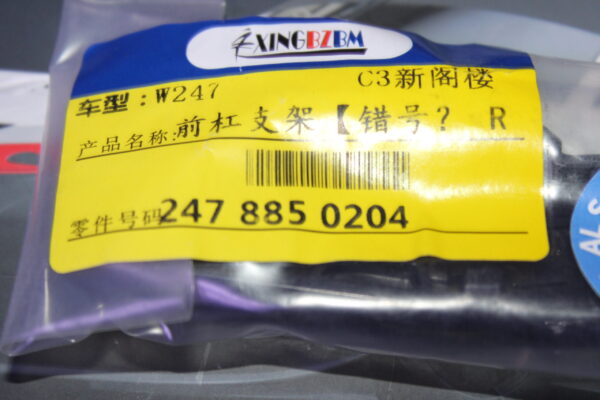 XINGBZBM
车型：W247 C3新阁楼
产品名称:前杠支架【错号? R
零件号码247 885 0204
ALS